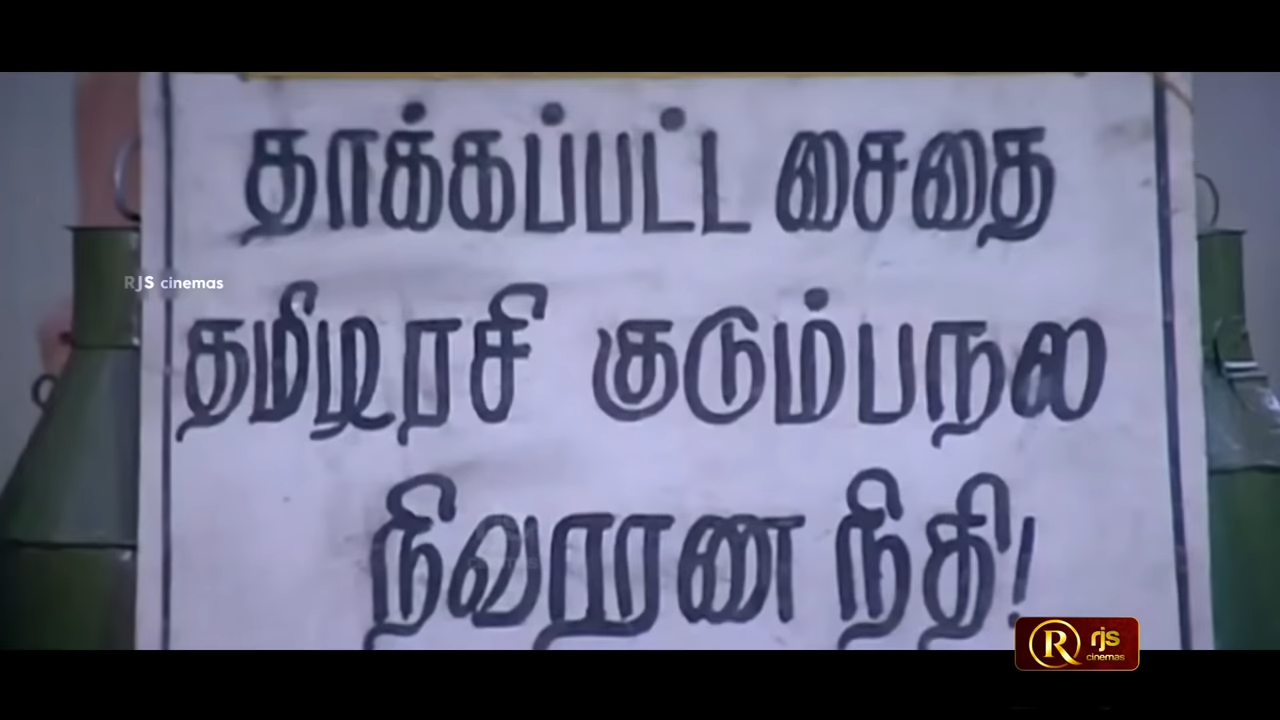 தாக்கப்பட்ட சைதை
RJS cinemas
தமிழரசி குடும்பநல
நிவாரண நிதி!
R rjs cinemas